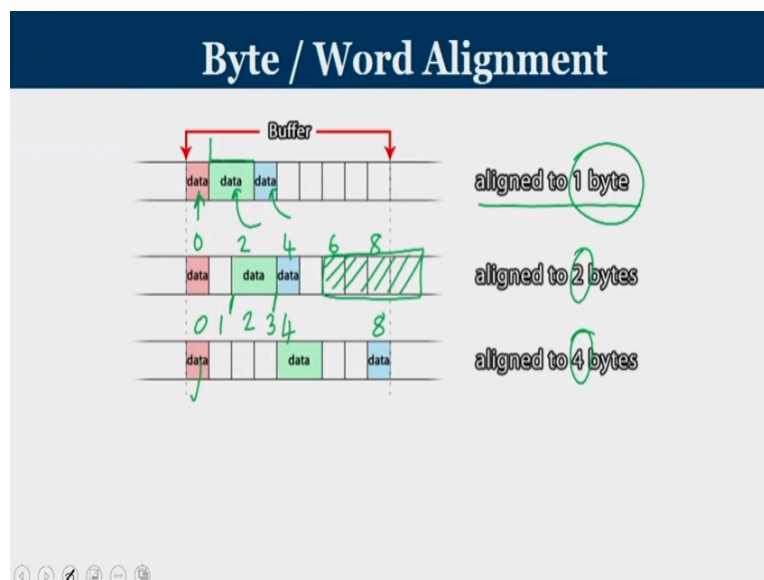 Byte / Word Alignment
Buffer
data data data
aligned to 1 byte
0 2 4 6 8
data data data
aligned to 2 bytes
0 1 2 3 4 8
data data data
aligned to 4 bytes